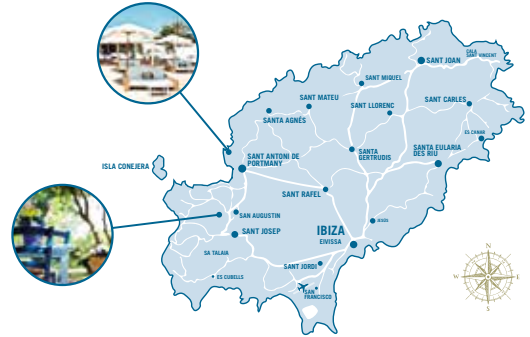 CALA
SANT VINCENT
SANT JOAN
SANT MIQUEL
SANT MATEU
SANT LLORENC
SANT CARLES
SANTA AGNÉS
ES CANAR
SANTA
GERTRUDIS
SANTA EULARIA
DES RIU
SANT ANTONI DE
PORTMANY
ISLA CONEJERA
SANT RAFEL
SAN AUGUSTIN
JESÚS
SANT JOSEP
IBIZA
EIVISSA
SA TALAIA
SANT JORDI
ES CUBELLS
SAN
FRANCISCO
N
W
E
S